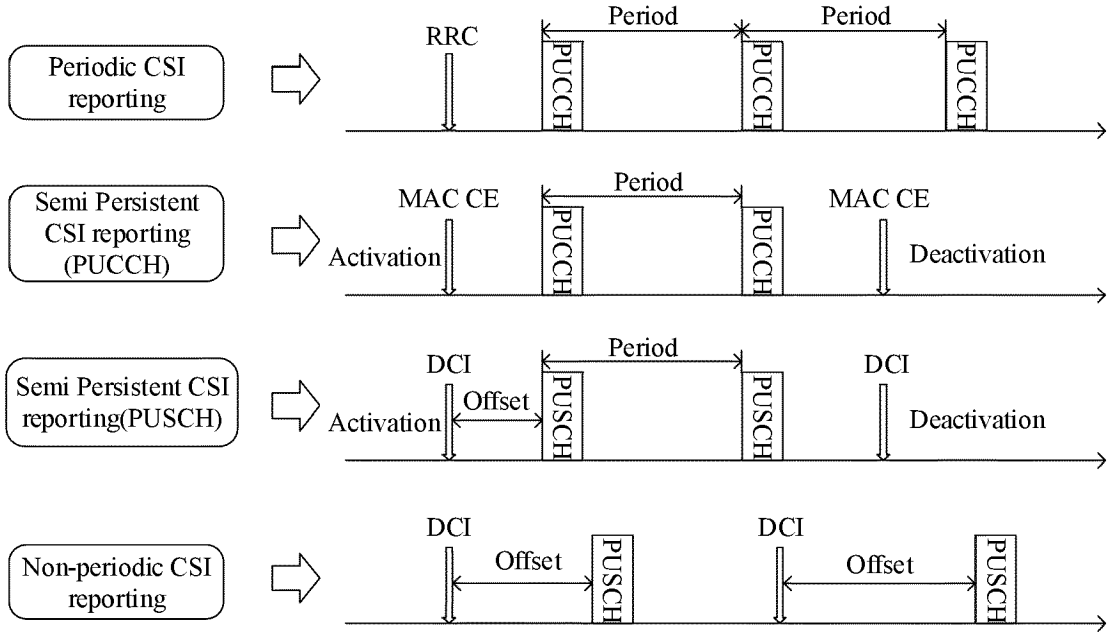 Periodic CSI
reporting
RRC
Period
Period
PUCCH
PUCCH
PUCCH
Semi Persistent
CSI reporting
(PUCCH)
MAC CE
Activation
Period
PUCCH
PUCCH
MAC CE
Deactivation
Semi Persistent CSI
reporting(PUSCH)
DCI
Activation
Offset
Period
PUSCH
PUSCH
DCI
Deactivation
Non-periodic CSI
reporting
DCI
Offset
PUSCH
DCI
Offset
PUSCH